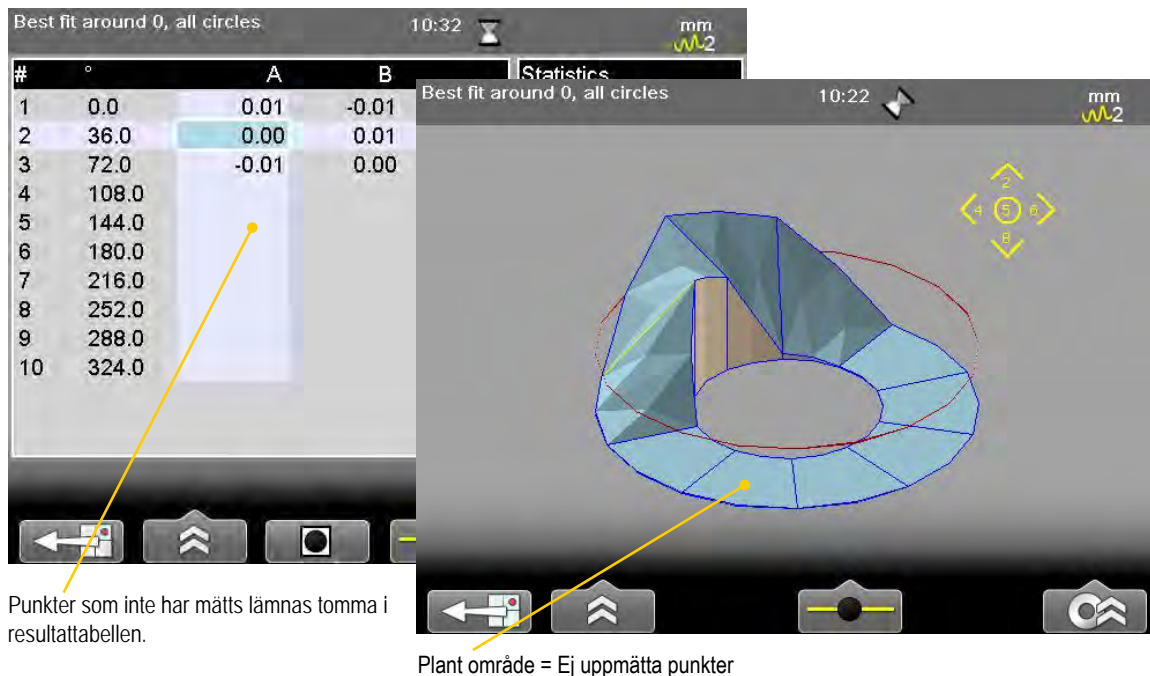 Best fit around 0, all circles 10:32 mm
2
# ° A B Statistics
1 0.0 0.01 -0.01
2 36.0 0.00 0.01
3 72.0 -0.01 0.00
4 108.0
5 144.0
6 180.0
7 216.0
8 252.0
9 288.0
10 324.0
Best fit around 0, all circles 10:22 mm
2
2
4 5 6
8
Punkter som inte har mätts lämnas tomma i
resultattabellen.
Plant område = Ej uppmätta punkter